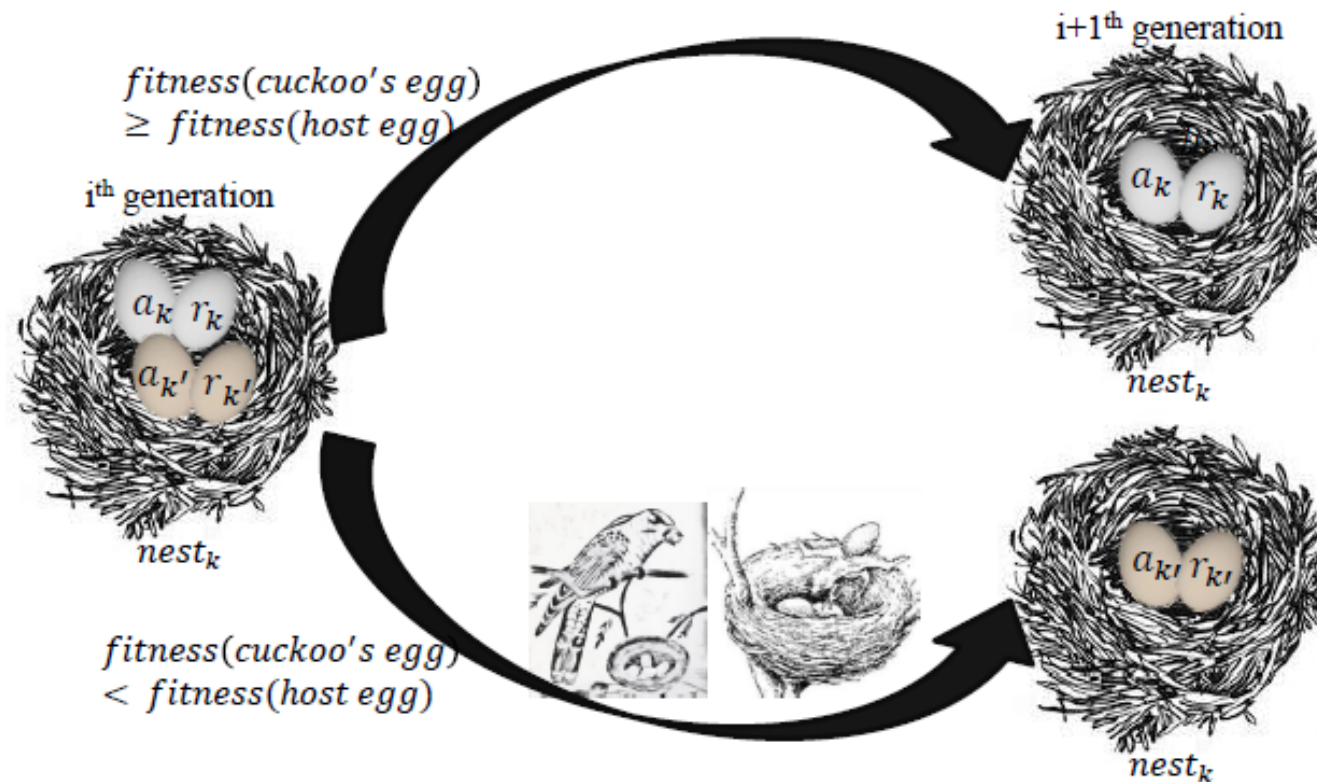 i+1th generation
fitness(cuckoo's egg)
≥ fitness(host egg)
ith generation
ak rk
ak rk
ak' rk'
nestk
nestk
ak' rk'
fitness(cuckoo's egg)
< fitness(host egg)
nestk